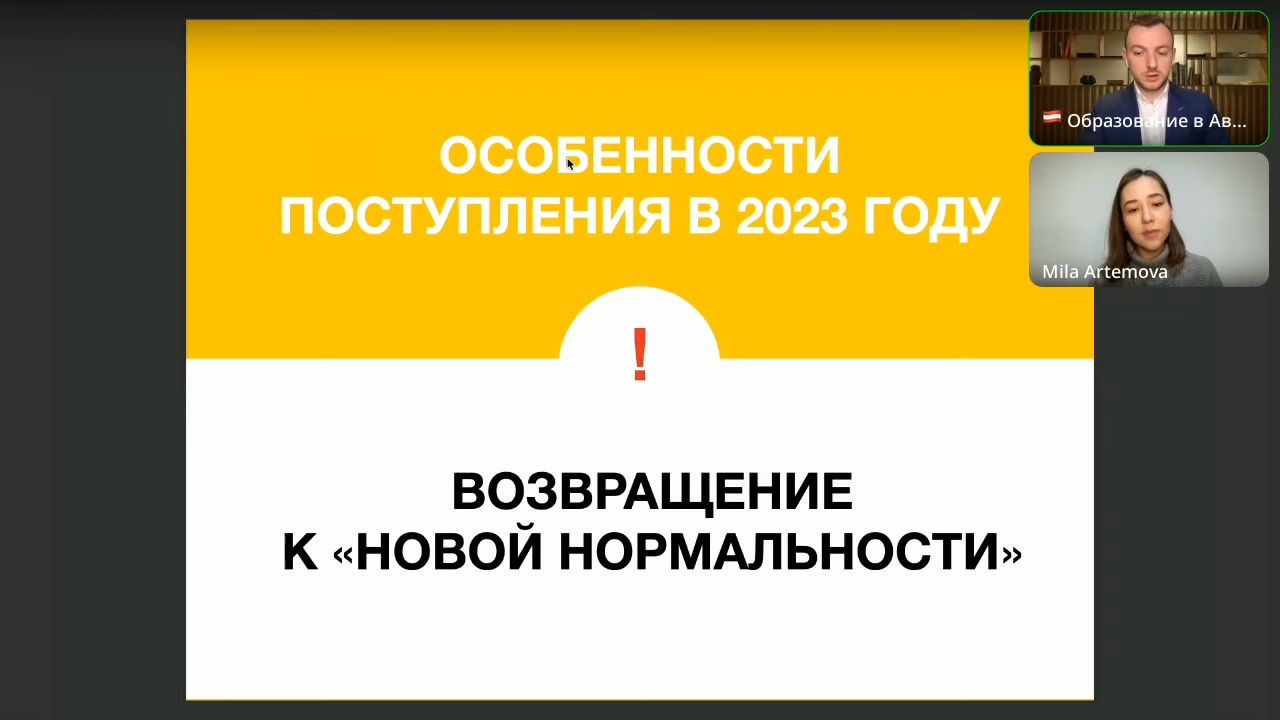 ОСОБЕННОСТИ
ПОСТУПЛЕНИЯ В 2023 ГОДУ
!
ВОЗВРАЩЕНИЕ
К «НОВОЙ НОРМАЛЬНОСТИ»
Образование в Ав...
Mila Artemova